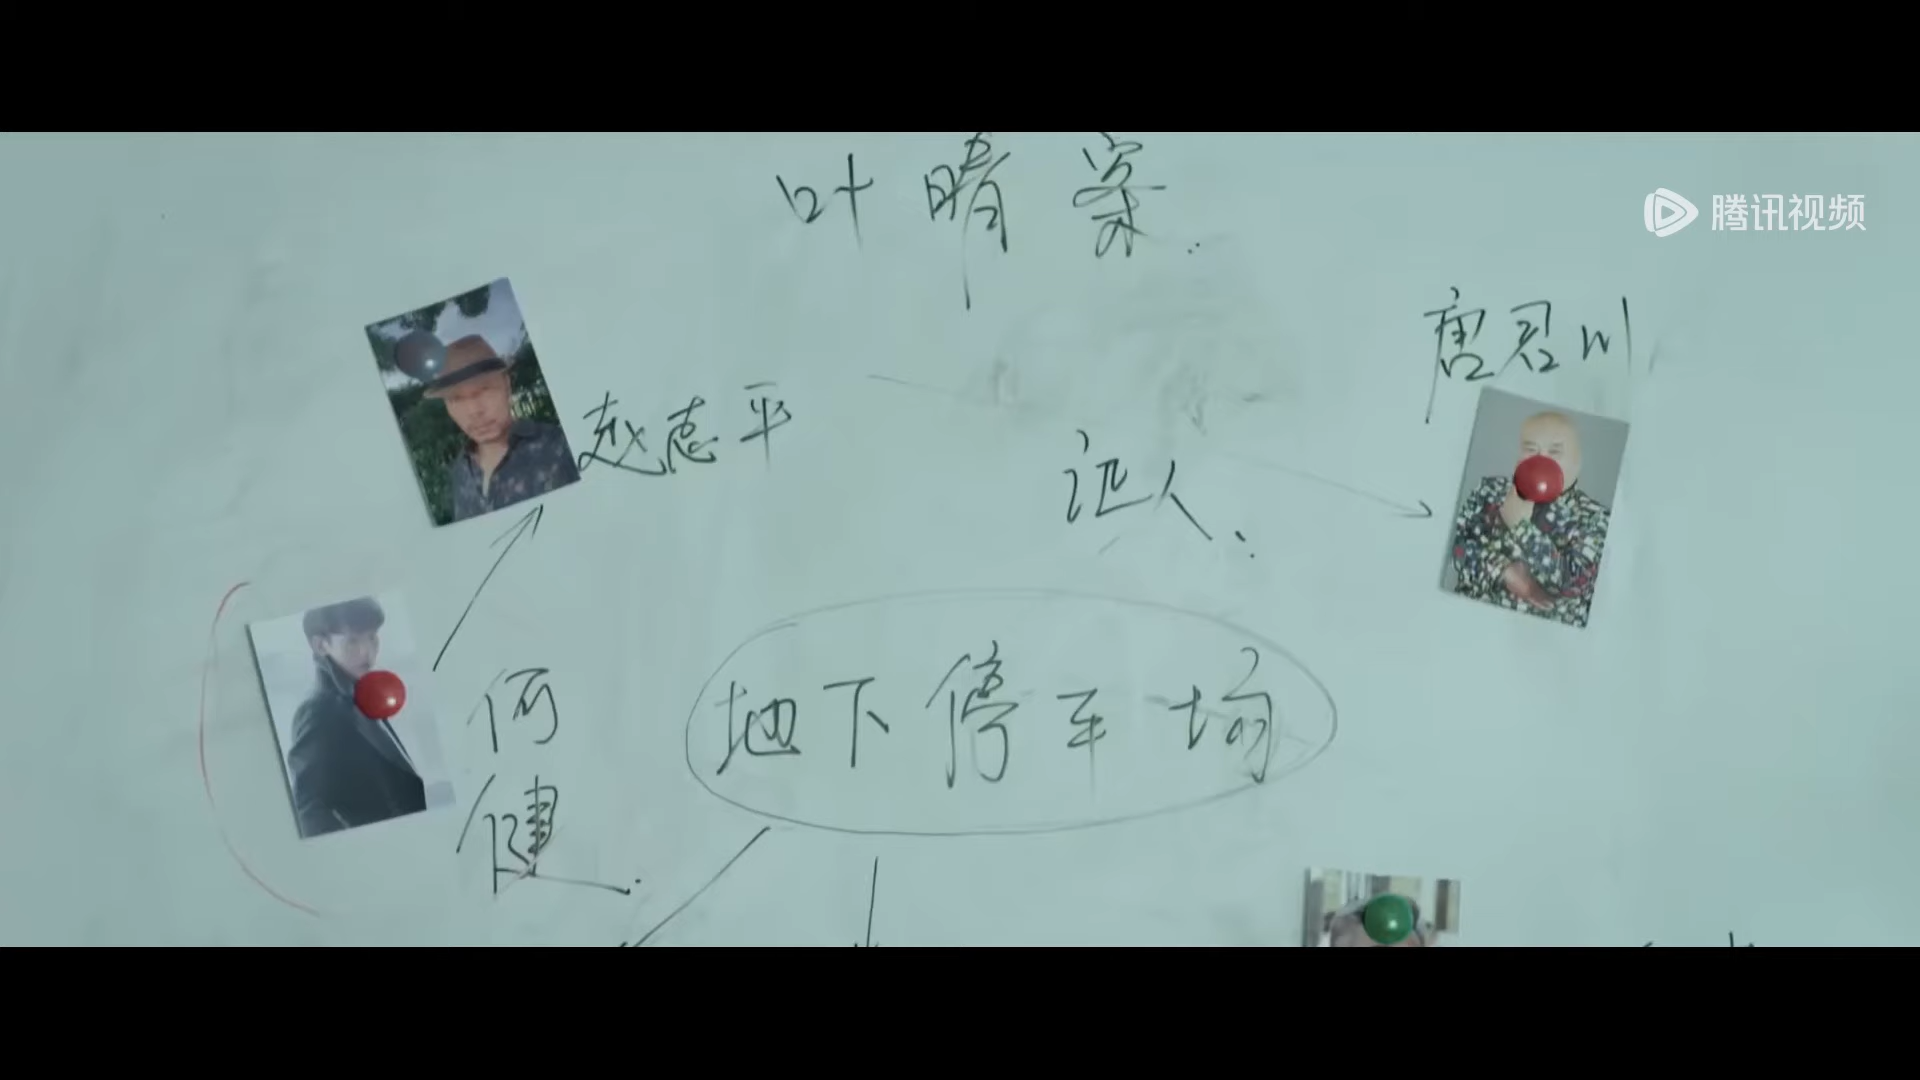 叶晴案
腾讯视频
唐君川
赵志平
证人
何健
地下停车场